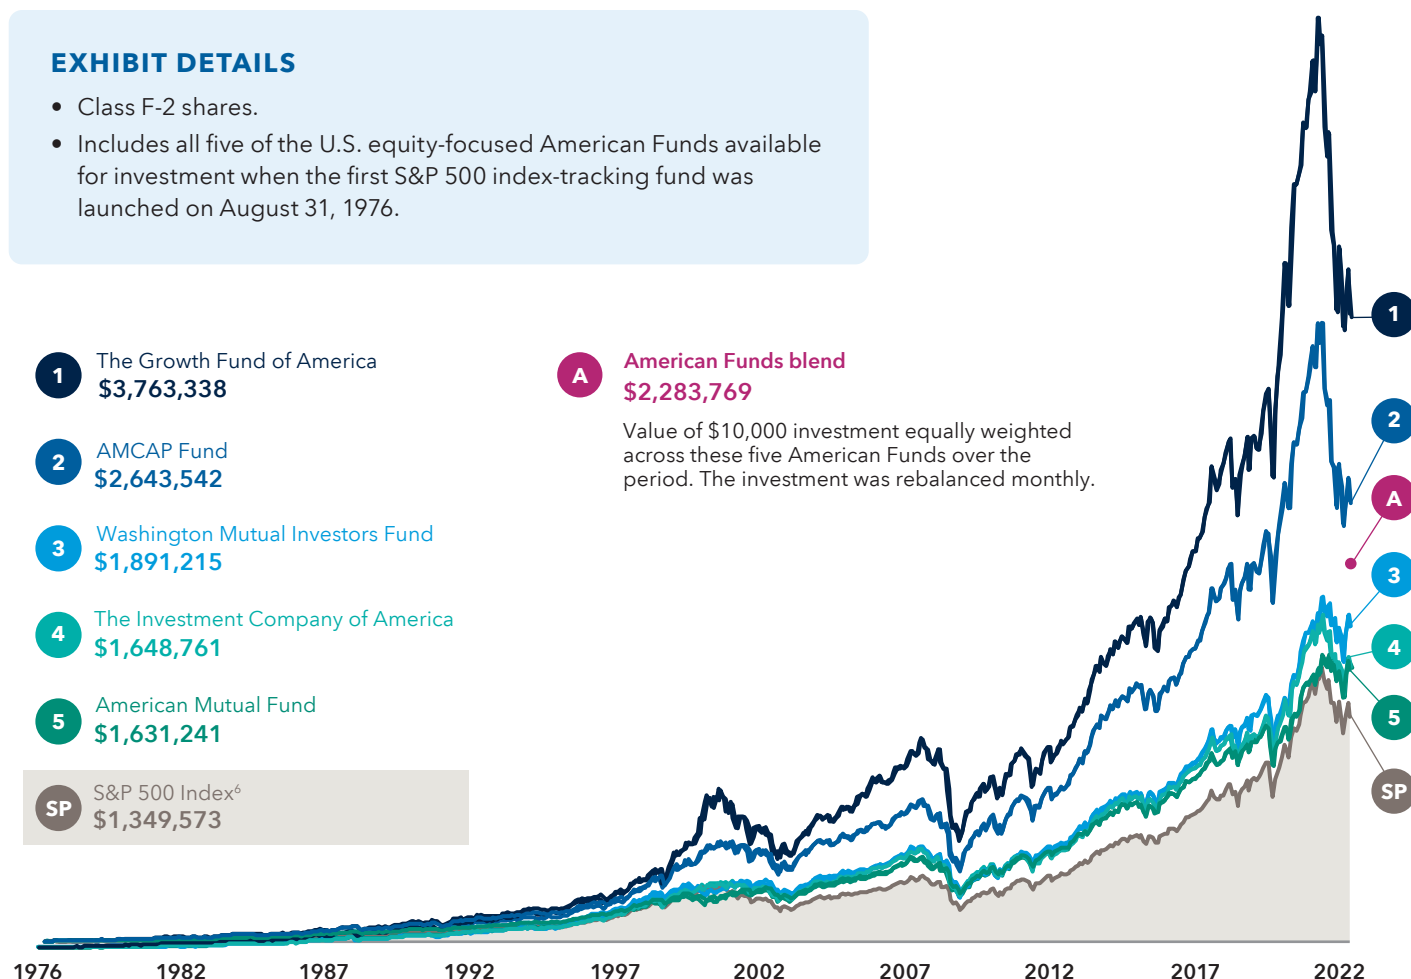 EXHIBIT DETAILS
• Class F-2 shares.
• Includes all five of the U.S. equity-focused American Funds available
for investment when the first S&P 500 index-tracking fund was
launched on August 31, 1976.
1
The Growth Fund of America
$3,763,338
2
AMCAP Fund
$2,643,542
3
Washington Mutual Investors Fund
$1,891,215
4
The Investment Company of America
$1,648,761
5
American Mutual Fund
$1,631,241
SP
S&P 500 Index⁶
$1,349,573
A
American Funds blend
$2,283,769
Value of $10,000 investment equally weighted
across these five American Funds over the
period. The investment was rebalanced monthly.
1
2
A
3
4
5
SP
1976 1982 1987 1992 1997 2002 2007 2012 2017 2022